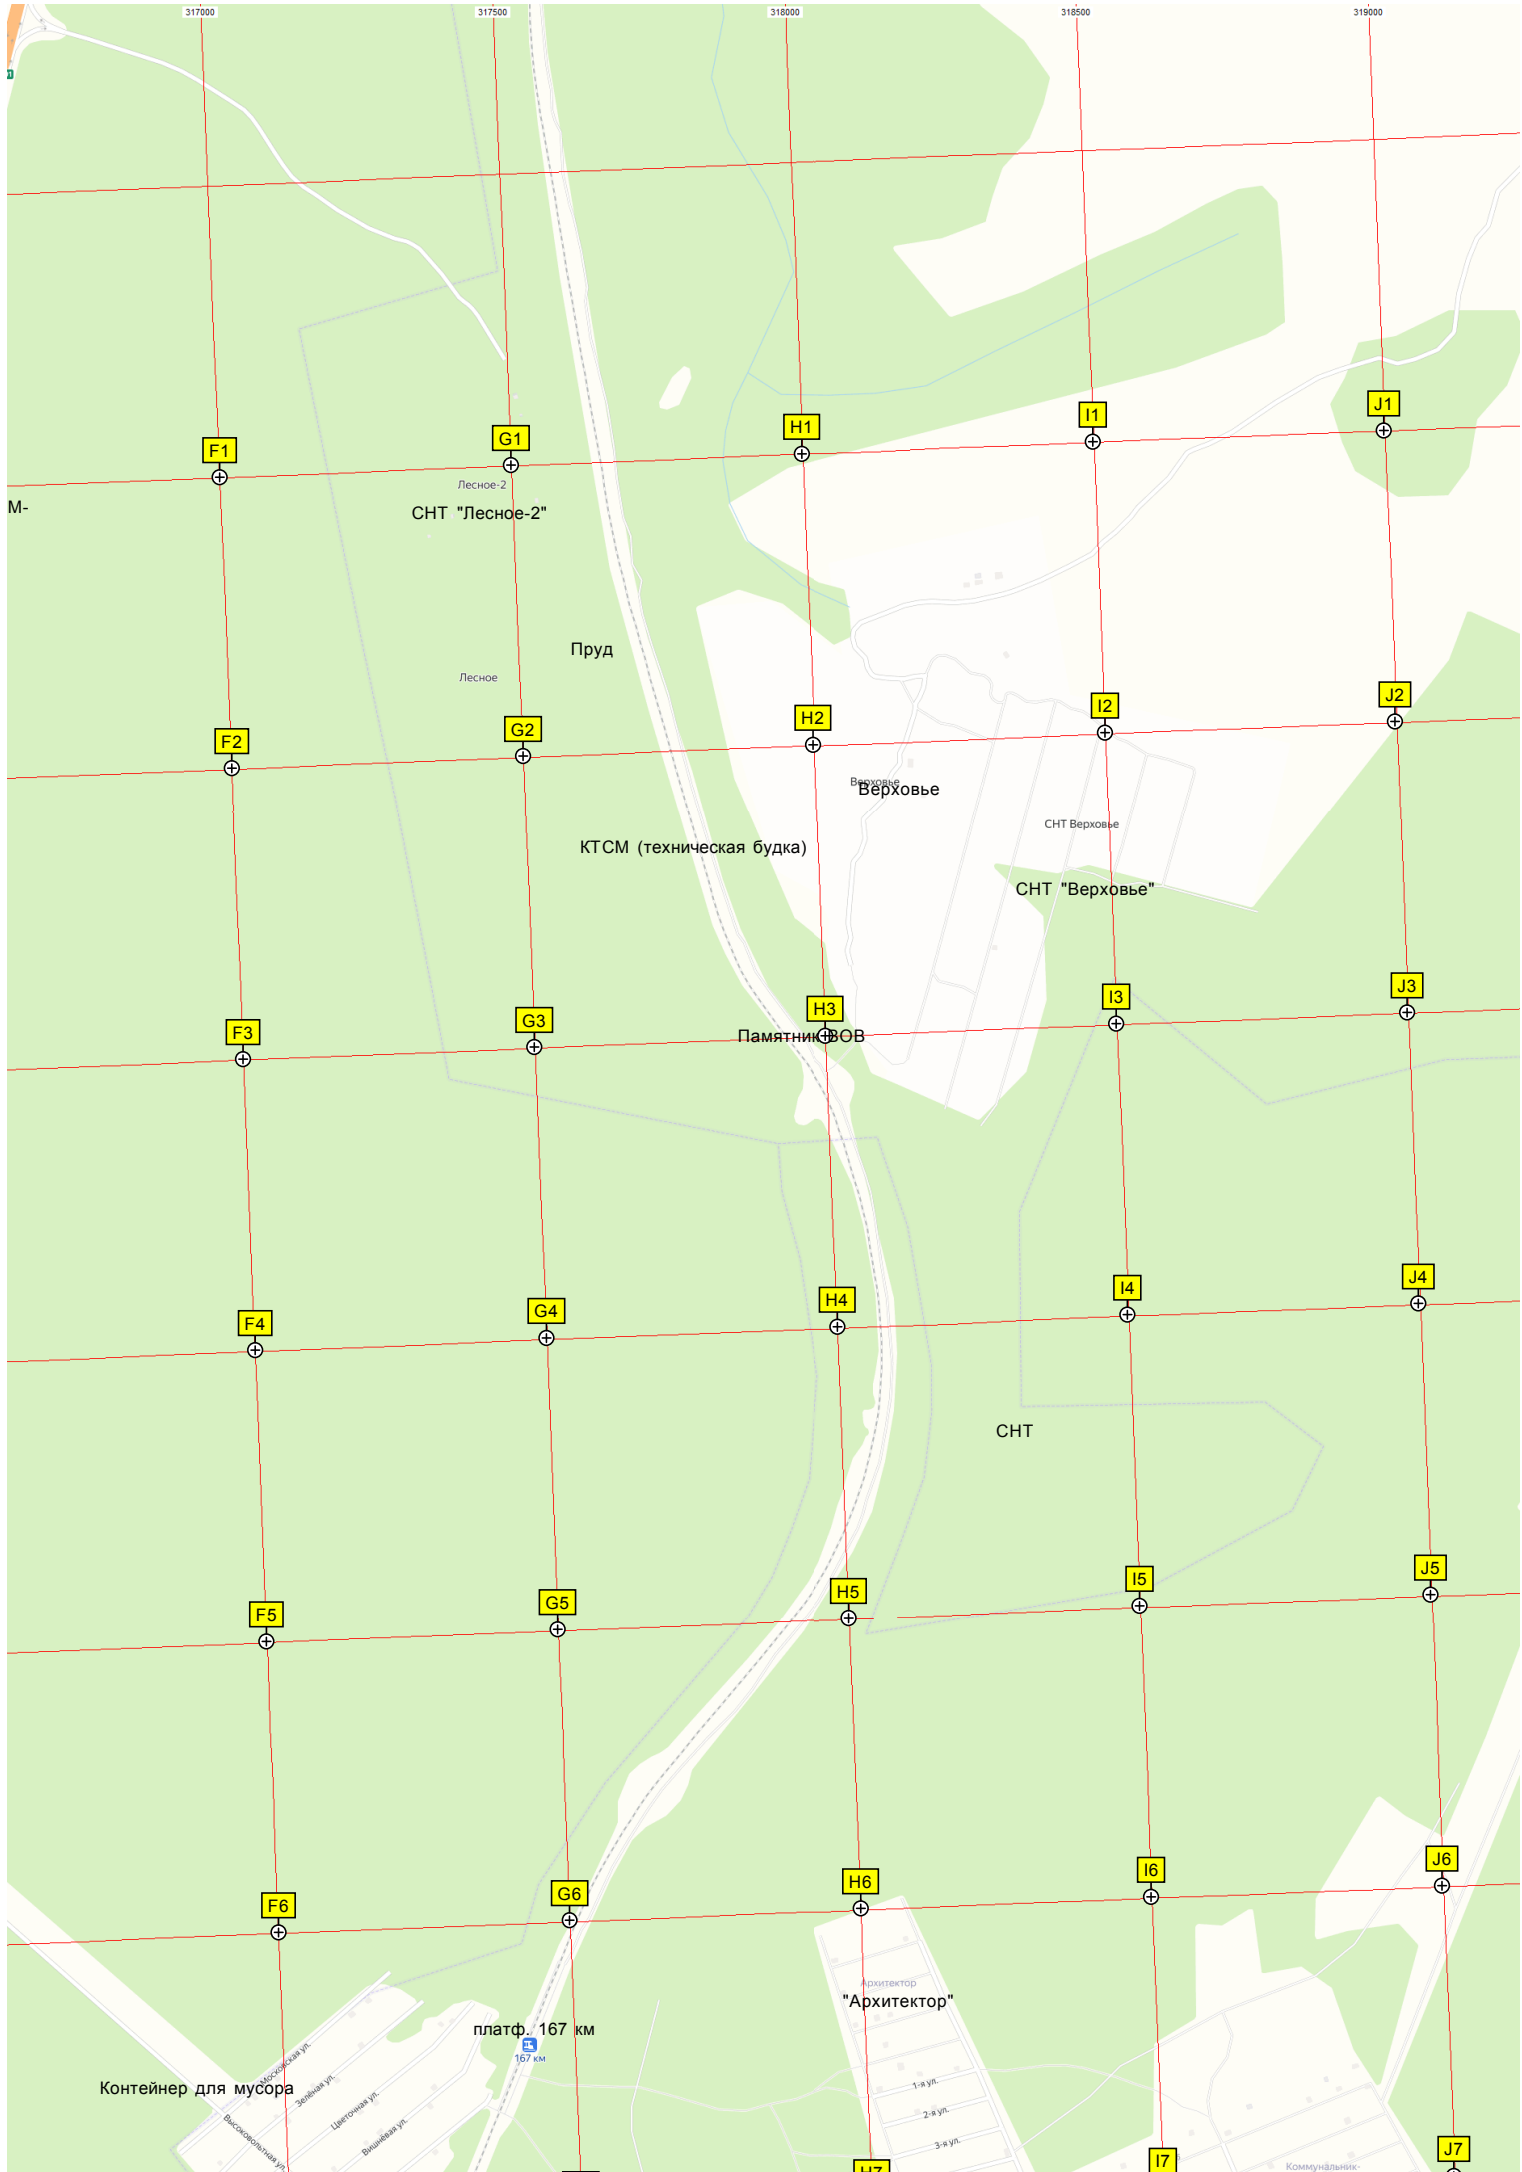 317000
317500
318000
318500
319000
J1
I1
H1
G1
F1
Лесное-2
М-
СНТ "Лесное-2"
Пруд
Лесное
J2
I2
H2
G2
F2
Верховье
Верховье
СНТ Верховье
КТСМ (техническая будка)
СНТ "Верховье"
J3
I3
H3
G3
F3
Памятник ВОВ
J4
I4
H4
G4
F4
СНТ
J5
I5
H5
G5
F5
J6
I6
H6
G6
F6
Архитектор
"Архитектор"
платф. 167 км
167 км
Московская ул.
Зелёная ул.
Контейнер для мусора
Цветочная ул.
Вишнёвая ул.
Высоковольтная ул.
1-я ул.
2-я ул.
3-я ул.
J7
I7
H7
Коммунальник-